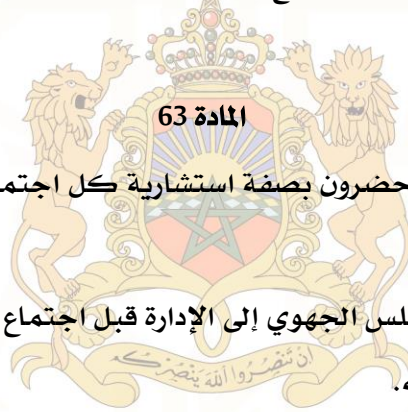 المادة 63
حضرون بصفة استشارية كل اجتم
لس الجهوي إلى الإدارة قبل اجتماع
إن تنصروا الله ينصركم